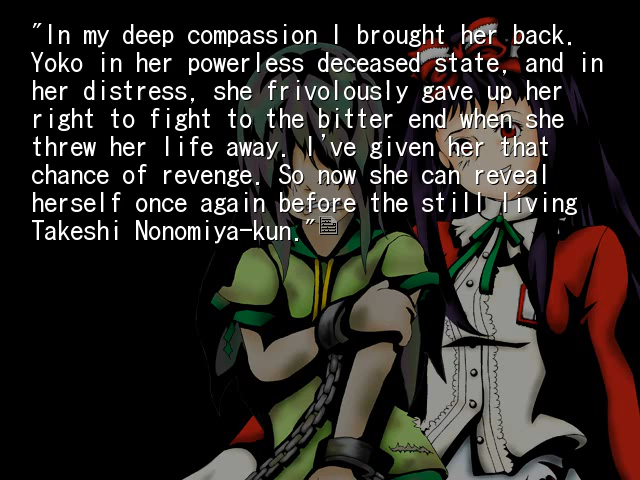 "In my deep compassion I brought her back.
Yoko in her powerless deceased state, and in
her distress, she frivolously gave up her
right to fight to the bitter end when she
threw her life away. I've given her that
chance of revenge. So now she can reveal
herself once again before the still living
Takeshi Nonomiya-kun."